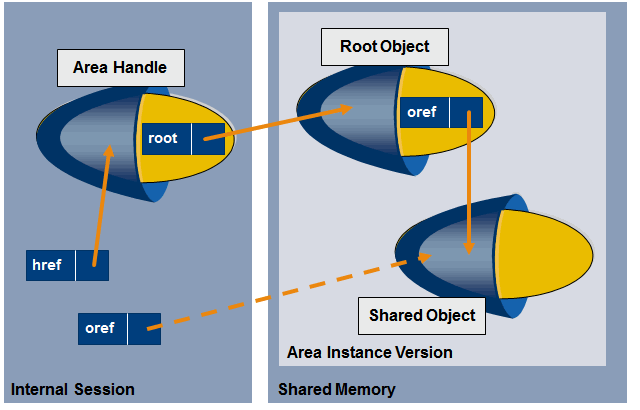 Area Handle
root
href
oref
Internal Session
Root Object
oref
Shared Object
Area Instance Version
Shared Memory